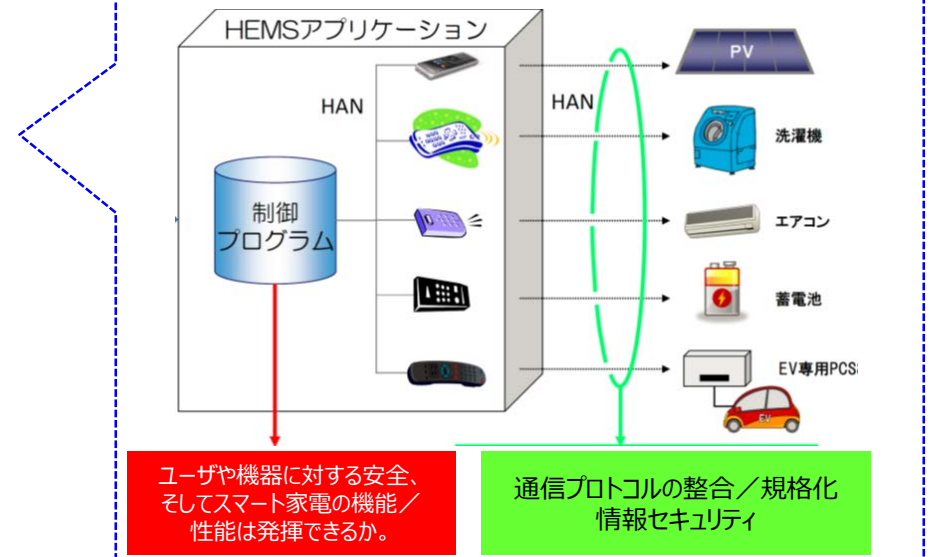 HEMSアプリケーション
HAN
HAN
PV
洗濯機
制御
プログラム
エアコン
蓄電池
EV専用PCS
EV
ユーザや機器に対する安全、
そしてスマート家電の機能／
性能は発揮できるか。
通信プロトコルの整合／規格化
情報セキュリティ